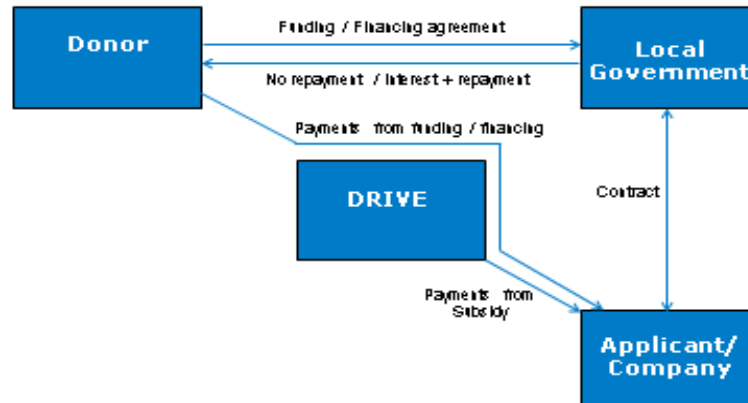 Funding / Financing agreement
Donor
Local
Government
No repayment / Interest + repayment
Payments from funding / financing
DRIVE
Contract
Payments from
Subsidy
Applicant/
Company